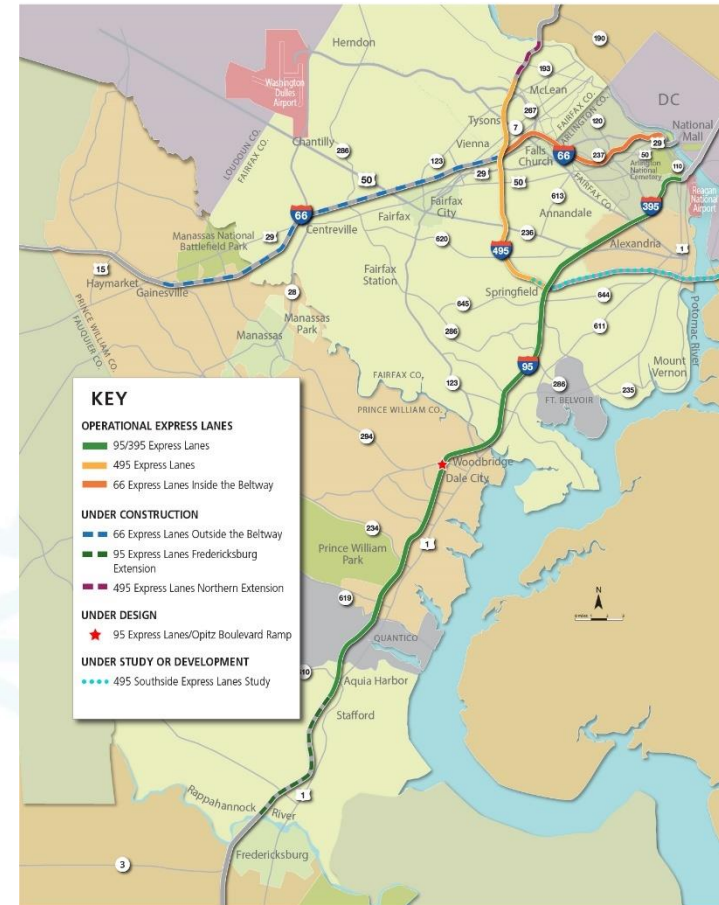 Herndon
190
Washington
Dulles
Airport
193
McLean
LOUDOUN CO.
FAIRFAX CO.
286
Chantilly
Tysons
267
7
Vienna
FAIRFAX CO.
ARLINGTON CO.
120
DC
National
Mall
123
50
29
Falls
Church
66
237
29
50
Arlington
National
Cemetery
110
Reagan
National
Airport
66
Centreville
Fairfax
Fairfax
City
50
613
FAIRFAX CO.
Annandale
395
Manassas National
Battlefield Park
29
620
236
495
Alexandria
1
15
Haymarket
Gainesville
28
Fairfax
Station
Springfield
644
645
611
Potomac River
PRINCE WILLIAM CO.
FAUQUIER CO.
Manassas
Park
Manassas
286
95
Mount
Vernon
FAIRFAX CO.
123
286
235
FT. BELVOIR
PRINCE WILLIAM CO.
294
Woodbridge
Dale City
234
1
Prince William
Park
619
QUANTICO
Aquia Harbor
Stafford
N
1
Rappahannock
River
Fredericksburg
3
KEY
OPERATIONAL EXPRESS LANES
95/395 Express Lanes
495 Express Lanes
66 Express Lanes Inside the Beltway
UNDER CONSTRUCTION
66 Express Lanes Outside the Beltway
95 Express Lanes Fredericksburg
Extension
495 Express Lanes Northern Extension
UNDER DESIGN
95 Express Lanes/Opitz Boulevard Ramp
UNDER STUDY OR DEVELOPMENT
495 Southside Express Lanes Study